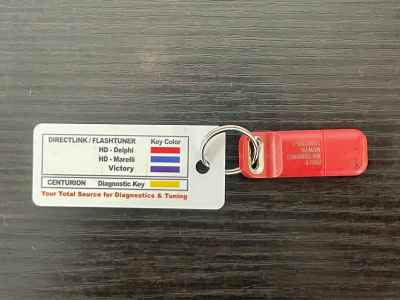 DIRECTLINK / FLASHTUNER Key Color
HD - Delphi
HD - Marelli
Victory
CENTURION Diagnostic Key
Your Total Source for Diagnostics & Tuning